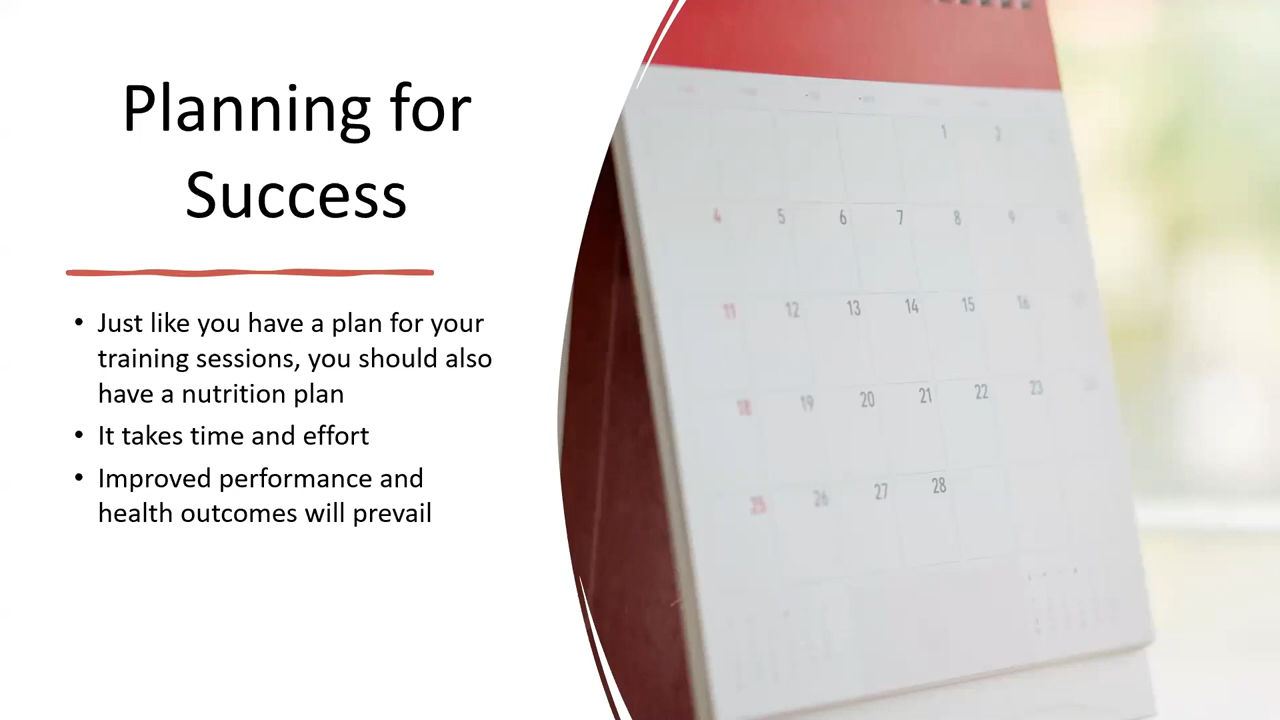 Planning for
Success
• Just like you have a plan for your
training sessions, you should also
have a nutrition plan
• It takes time and effort
• Improved performance and
health outcomes will prevail
1 2
4 5 6 7 8 9
11 12 13 14 15 16
18 19 20 21 22 23
25 26 27 28